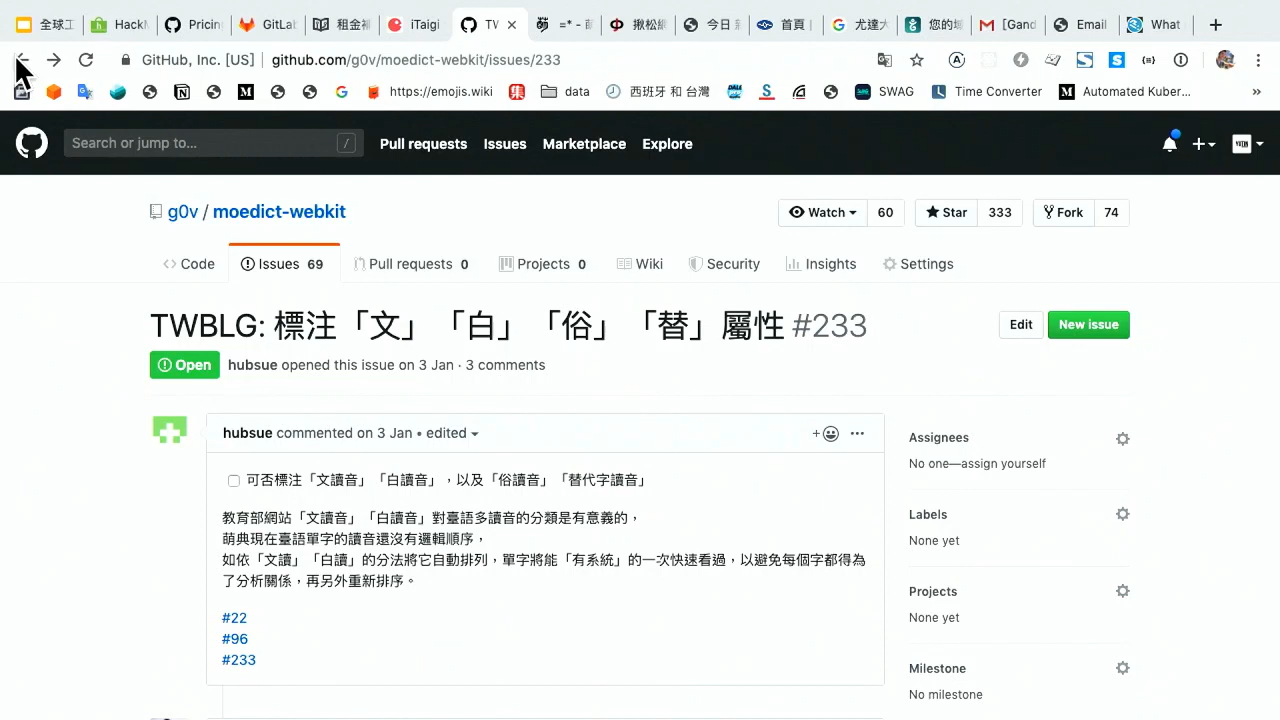 全球工
HackM
Pricin
GitLa
租金補
iTaigi
TW
=* - 萌
揪松網
今日 新
首頁 |
尤達大
您的域
[Gand
Email
What
GitHub, Inc. [US] github.com/g0v/moedict-webkit/issues/233
https://emojis.wiki
data
西班牙 和 台灣
SWAG
Time Converter
Automated Kuber...
»
Search or jump to... /
Pull requests Issues Marketplace Explore
g0v / moedict-webkit
Watch 60
Star 333
Fork 74
Code
Issues 69
Pull requests 0
Projects 0
Wiki
Security
Insights
Settings
TWBLG: 標注「文」「白」「俗」「替」屬性 #233
Edit
New issue
Open
hubsue opened this issue on 3 Jan · 3 comments
hubsue commented on 3 Jan • edited
可否標注「文讀音」「白讀音」，以及「俗讀音」「替代字讀音」
教育部網站「文讀音」「白讀音」對臺語多讀音的分類是有意義的，
萌典現在臺語單字的讀音還沒有邏輯順序，
如依「文讀」「白讀」的分法將它自動排列，單字將能「有系統」的一次快速看過，以避免每個字都得為
了分析關係，再另外重新排序。
#22
#96
#233
Assignees
No one—assign yourself
Labels
None yet
Projects
None yet
Milestone
No milestone